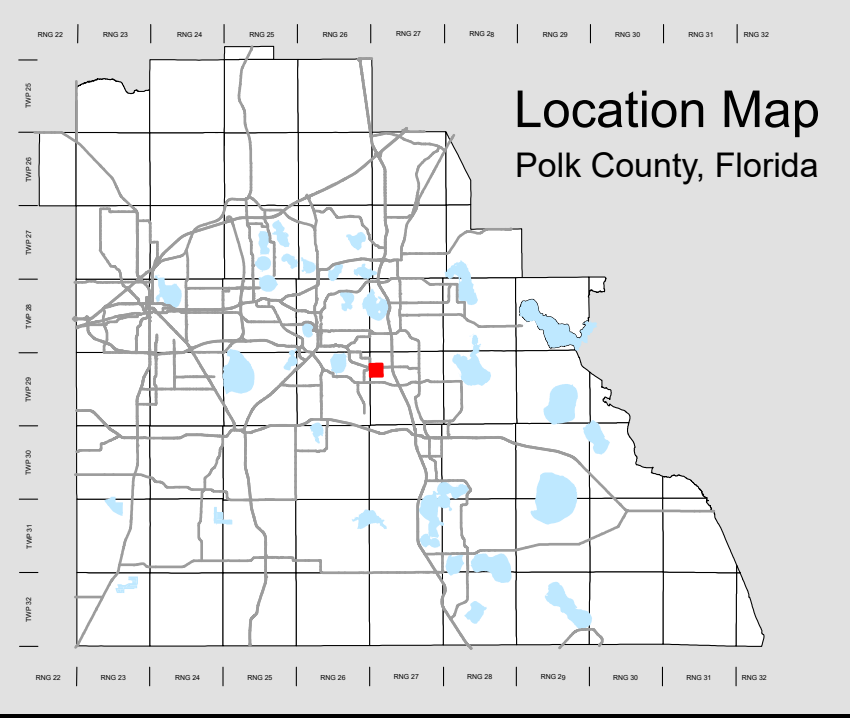 RNG 22 RNG 23 RNG 24 RNG 25 RNG 26 RNG 27 RNG 28 RNG 29 RNG 30 RNG 31 RNG 32
Location Map
Polk County, Florida
TWP 25
TWP 26
TWP 27
TWP 28
TWP 29
TWP 30
TWP 31
TWP 32
RNG 22 RNG 23 RNG 24 RNG 25 RNG 26 RNG 27 RNG 28 RNG 29 RNG 30 RNG 31 RNG 32